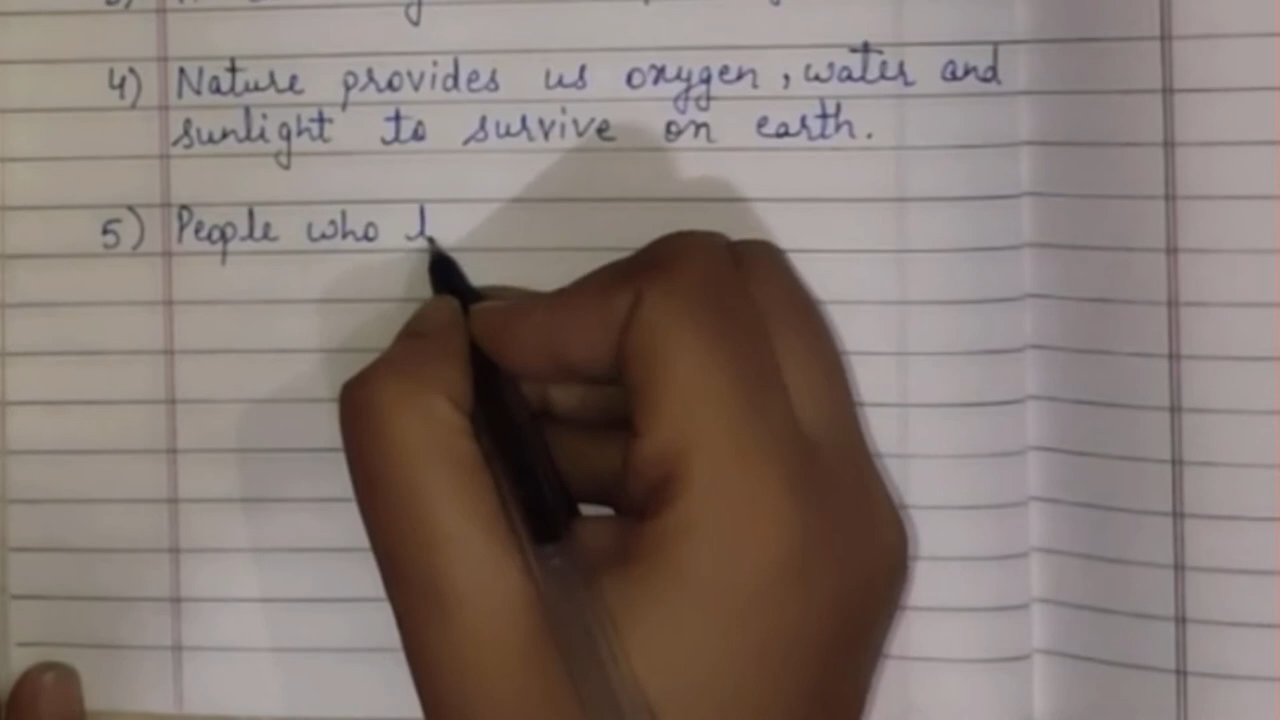 4) Nature provides us oxygen, water and
sunlight to survive on earth.
5) People who l